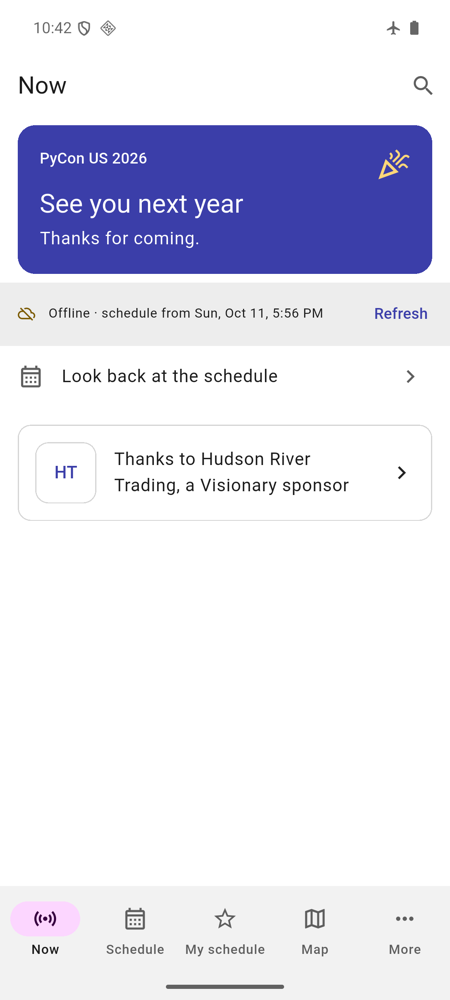 10:42
Now
PyCon US 2026
See you next year
Thanks for coming.
Offline · schedule from Sun, Oct 11, 5:56 PM
Refresh
Look back at the schedule
HT
Thanks to Hudson River
Trading, a Visionary sponsor
Now
Schedule
My schedule
Map
More